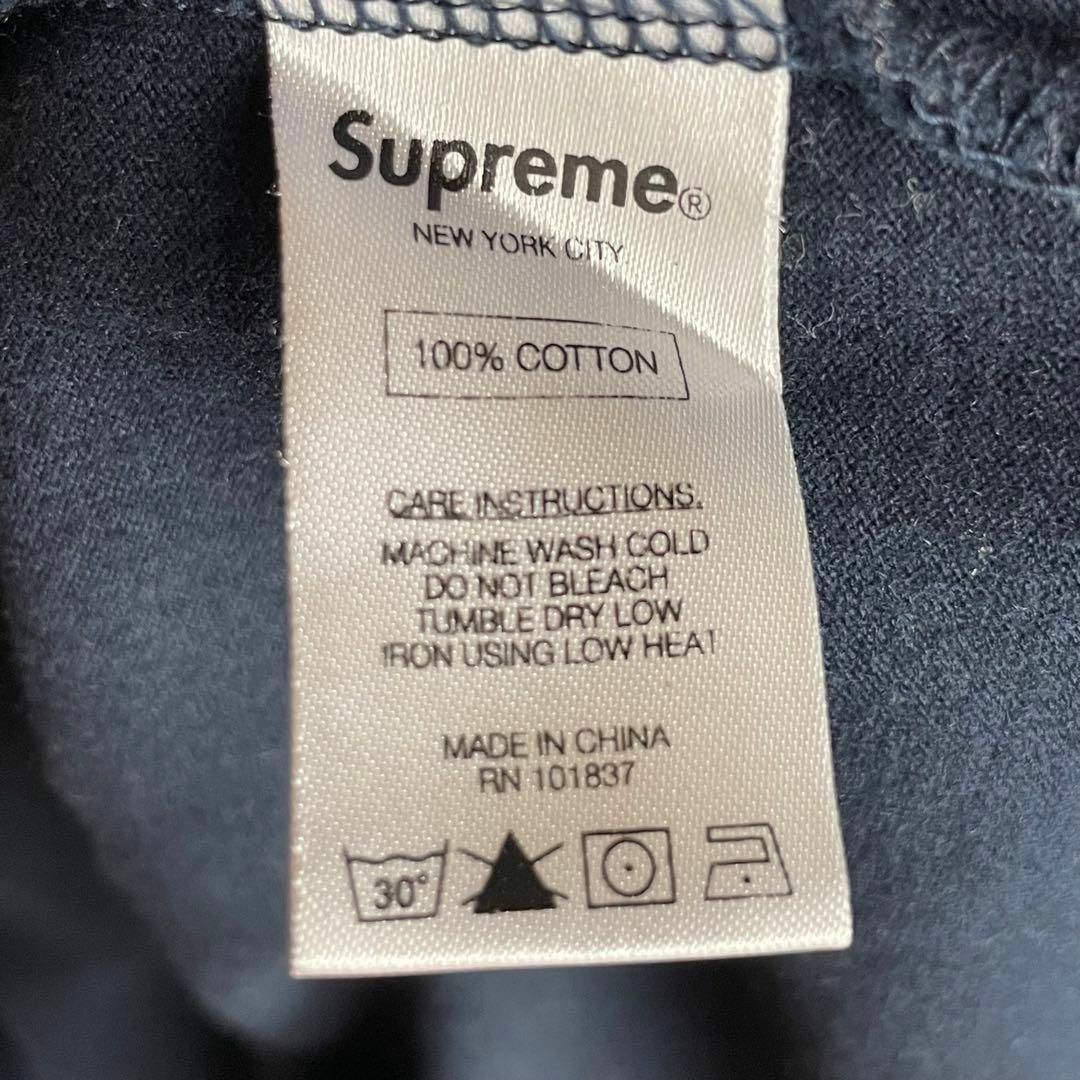 Supreme®
NEW YORK CITY
100% COTTON
CARE INSTRUCTIONS.
MACHINE WASH COLD
DO NOT BLEACH
TUMBLE DRY LOW
IRON USING LOW HEAT
MADE IN CHINA
RN 101837
30°